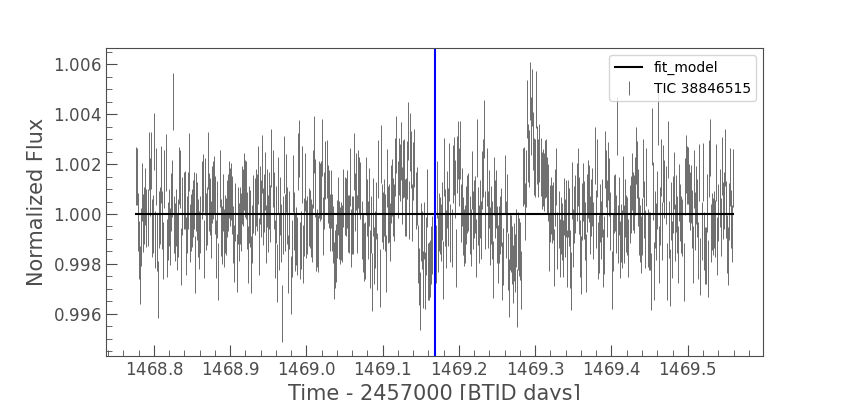 1.006
1.004
1.002
1.000
0.998
0.996
Normalized Flux
fit_model
TIC 38846515
1468.8 1468.9 1469.0 1469.1 1469.2 1469.3 1469.4 1469.5
Time - 2457000 [BTJD days]